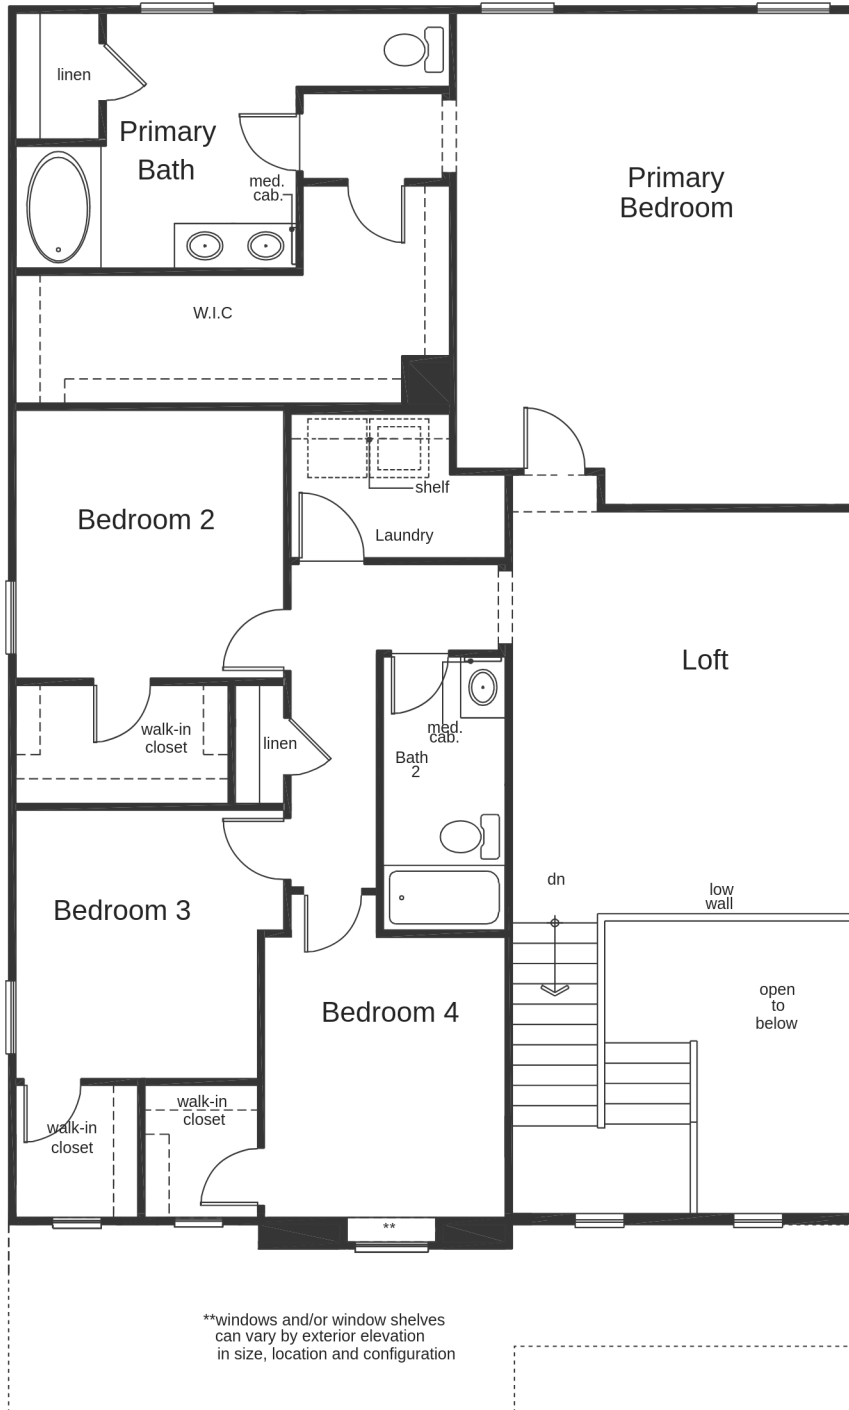 linen
Primary
Bath
med.
cab.
Primary
Bedroom
W.I.C
shelf
Laundry
Bedroom 2
Loft
walk-in
closet
linen
med.
cab.
Bath
2
dn
low
wall
Bedroom 3
open
to
below
Bedroom 4
walk-in
closet
walk-in
closet
**
**windows and/or window shelves
can vary by exterior elevation
in size, location and configuration